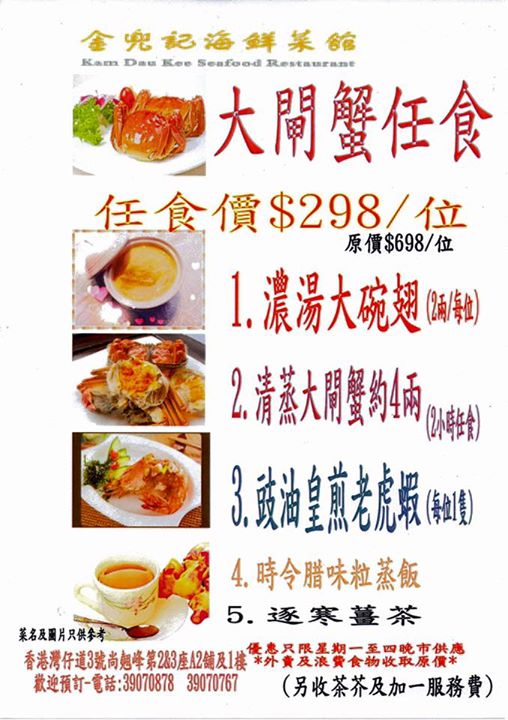 金兜記海鮮菜館
Kam Dau Kee Seafood Restaurant
大閘蟹任食
任食價$298/位
原價$698/位
1. 濃湯大碗翅(2兩/每位)
2. 清蒸大閘蟹約4兩(2小時任食)
3. 豉油皇煎老虎蝦(每位1隻)
4. 時令腊味粒蒸飯
5. 逐寒薑茶
菜名及圖片只供參考
香港灣仔道3號尚翹峰第2&3座A2舖及1樓
歡迎預訂-電話:39070878 39070767
優惠只限星期一至四晚市供應
*外賣及浪費食物收取原價*
(另收茶芥及加一服務費)